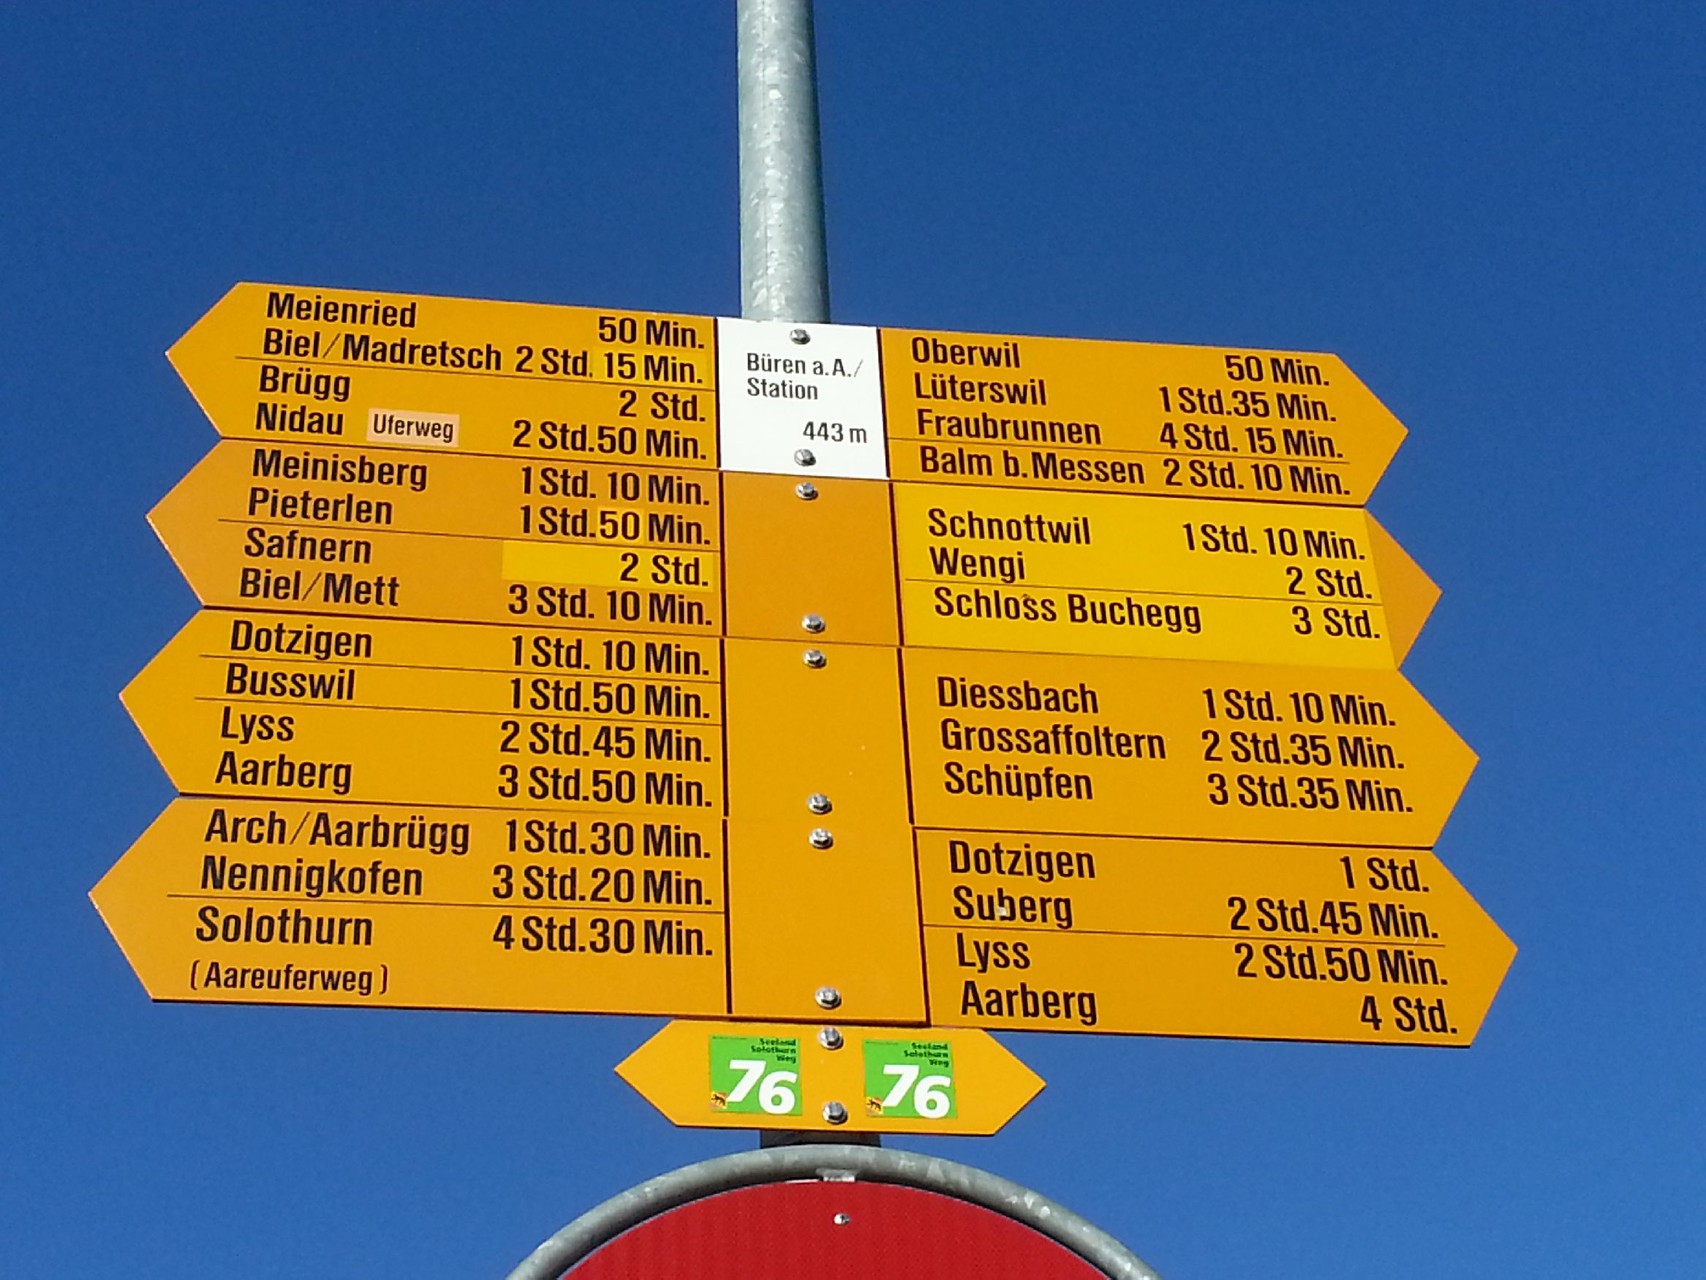 Meienried 50 Min.
Biel/Madretsch 2 Std. 15 Min.
Brügg 2 Std.
Nidau Uferweg 2 Std.50 Min.
Meinisberg 1 Std. 10 Min.
Pieterlen 1 Std.50 Min.
Safnern 2 Std.
Biel/Mett 3 Std. 10 Min.
Dotzigen 1 Std. 10 Min.
Busswil 1 Std.50 Min.
Lyss 2 Std.45 Min.
Aarberg 3 Std.50 Min.
Arch/Aarbrügg 1 Std.30 Min.
Nennigkofen 3 Std.20 Min.
Solothurn 4 Std.30 Min.
(Aareuferweg)
Büren a.A./
Station
443 m
Oberwil 50 Min.
Lüterswil 1 Std.35 Min.
Fraubrunnen 4 Std. 15 Min.
Balm b.Messen 2 Std. 10 Min.
Schnottwil 1 Std. 10 Min.
Wengi 2 Std.
Schloss Buchegg 3 Std.
Diessbach 1 Std. 10 Min.
Grossaffoltern 2 Std.35 Min.
Schüpfen 3 Std.35 Min.
Dotzigen 1 Std.
Suberg 2 Std.45 Min.
Lyss 2 Std.50 Min.
Aarberg 4 Std.
Seeland
Solothurn
Weg
76
Seeland
Solothurn
Weg
76